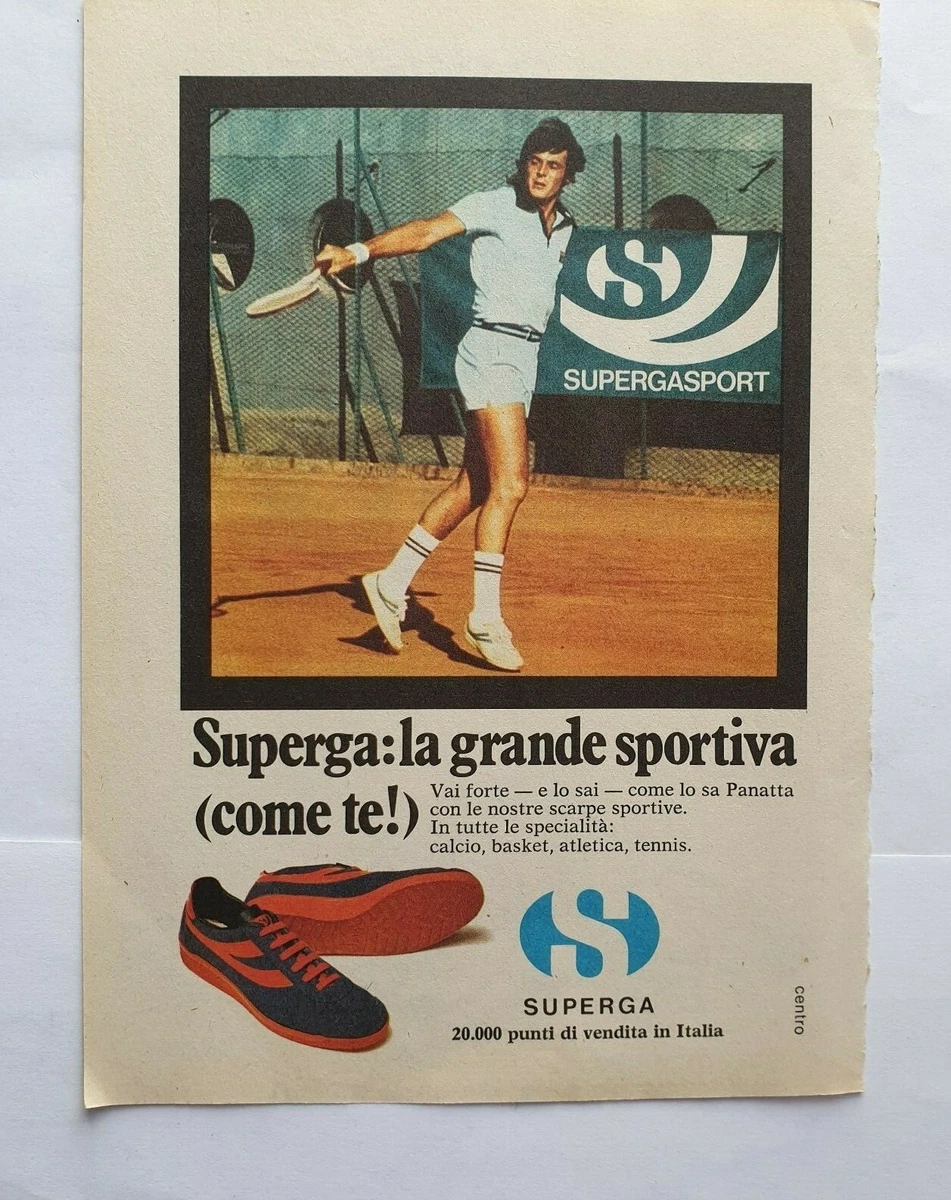 SUPERGASPORT
Superga: la grande sportiva
(come te!)
Vai forte — e lo sai — come lo sa Panatta
con le nostre scarpe sportive.
In tutte le specialità:
calcio, basket, atletica, tennis.
SUPERGA
20.000 punti di vendita in Italia
centro